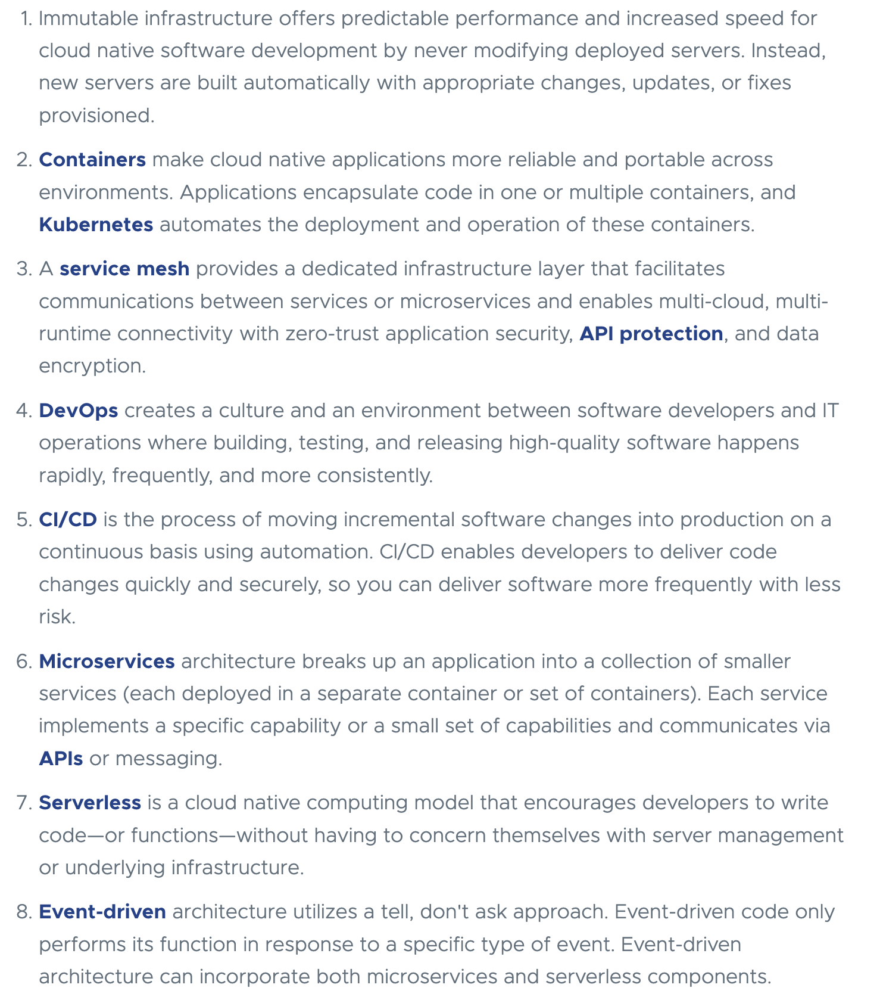 1. Immutable infrastructure offers predictable performance and increased speed for
cloud native software development by never modifying deployed servers. Instead,
new servers are built automatically with appropriate changes, updates, or fixes
provisioned.
2. Containers make cloud native applications more reliable and portable across
environments. Applications encapsulate code in one or multiple containers, and
Kubernetes automates the deployment and operation of these containers.
3. A service mesh provides a dedicated infrastructure layer that facilitates
communications between services or microservices and enables multi-cloud, multi-
runtime connectivity with zero-trust application security, API protection, and data
encryption.
4. DevOps creates a culture and an environment between software developers and IT
operations where building, testing, and releasing high-quality software happens
rapidly, frequently, and more consistently.
5. CI/CD is the process of moving incremental software changes into production on a
continuous basis using automation. CI/CD enables developers to deliver code
changes quickly and securely, so you can deliver software more frequently with less
risk.
6. Microservices architecture breaks up an application into a collection of smaller
services (each deployed in a separate container or set of containers). Each service
implements a specific capability or a small set of capabilities and communicates via
APIs or messaging.
7. Serverless is a cloud native computing model that encourages developers to write
code—or functions—without having to concern themselves with server management
or underlying infrastructure.
8. Event-driven architecture utilizes a tell, don't ask approach. Event-driven code only
performs its function in response to a specific type of event. Event-driven
architecture can incorporate both microservices and serverless components.